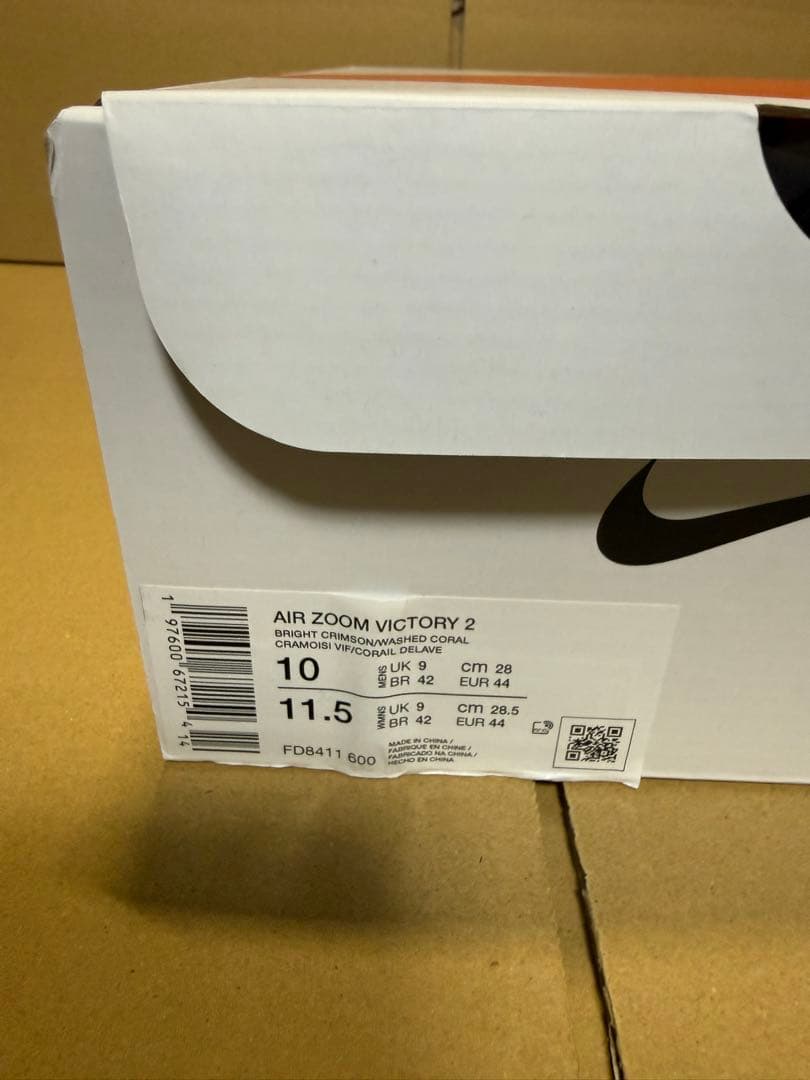 AIR ZOOM VICTORY 2
BRIGHT CRIMSON/WASHED CORAL
CRAMOISI VIF/CORAIL DELAVE
10 MENS UK 9 cm 28
BR 42 EUR 44
11.5 WMNS UK 9 cm 28.5
BR 42 EUR 44
FD8411 600
MADE IN CHINA /
FABRIQUE EN CHINE /
FABRICADO NA CHINA /
HECHO EN CHINA
1 97600 67215 4 14